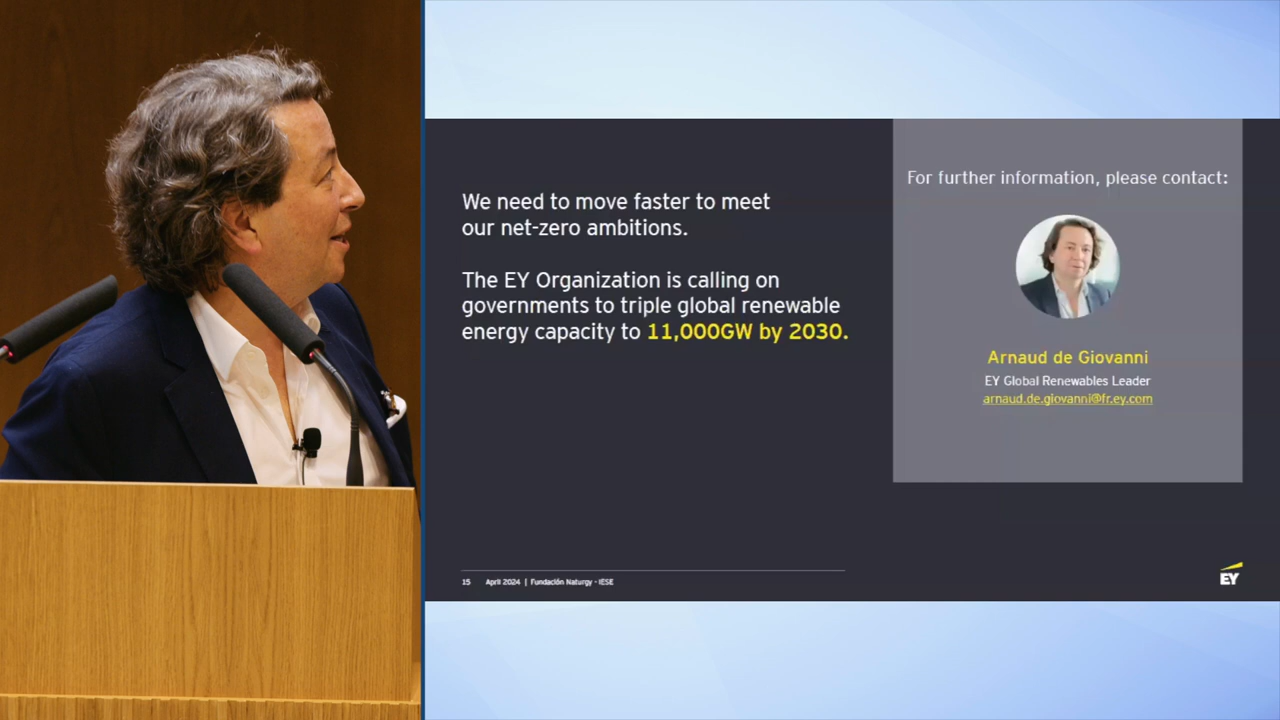 We need to move faster to meet
our net-zero ambitions.
The EY Organization is calling on
governments to triple global renewable
energy capacity to 11,000GW by 2030.
For further information, please contact:
Arnaud de Giovanni
EY Global Renewables Leader
arnaud.de.giovanni@fr.ey.com
15 April 2024 | Fundación Naturgy - IESE
EY